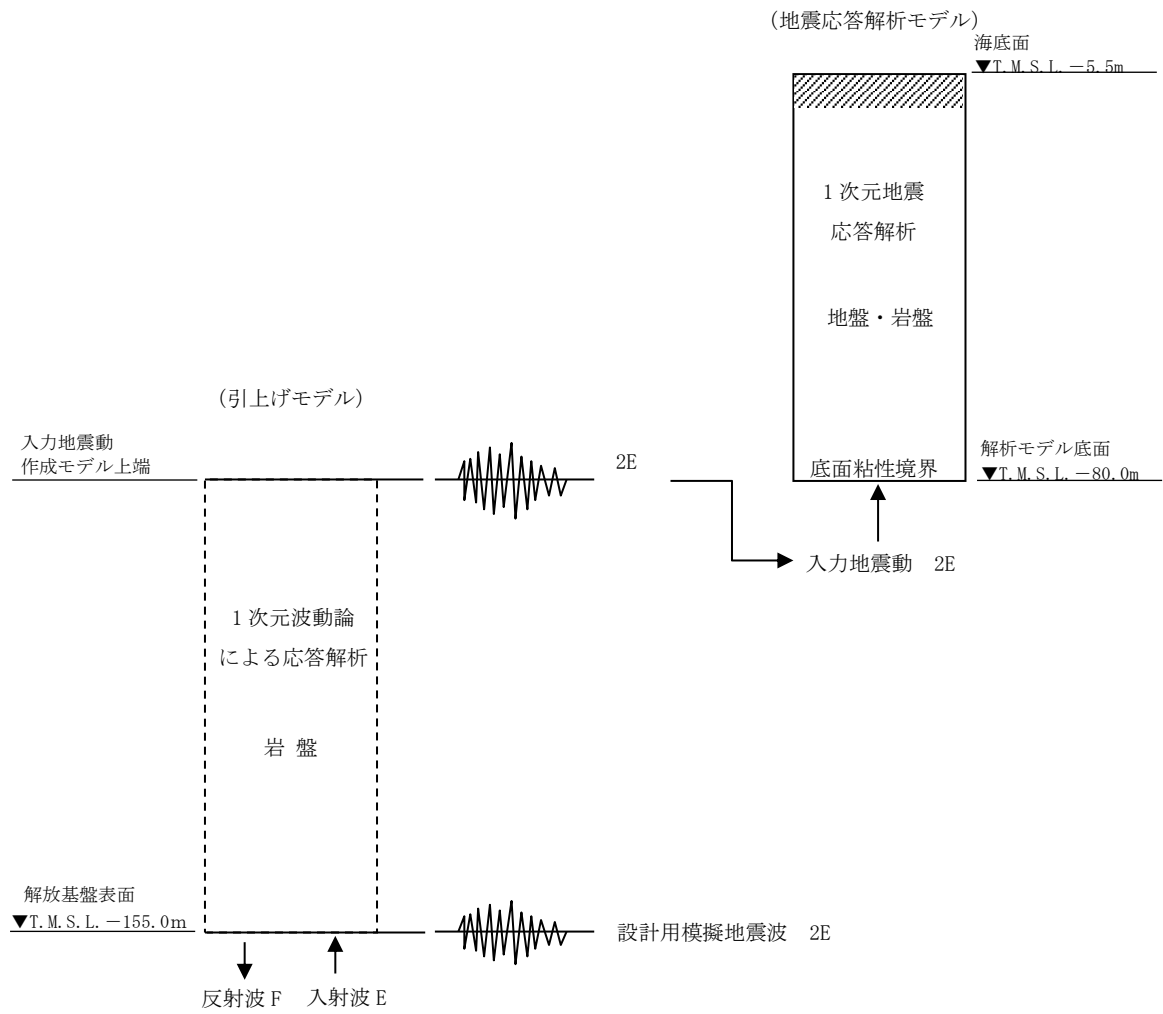 (地震応答解析モデル)
海底面
▼T.M.S.L.－5.5m
1次元地震
応答解析
地盤・岩盤
(引上げモデル)
入力地震動
作成モデル上端
2E
底面粘性境界
解析モデル底面
▼T.M.S.L.－80.0m
入力地震動 2E
1次元波動論
による応答解析
岩 盤
解放基盤表面
▼T.M.S.L.－155.0m
設計用模擬地震波 2E
反射波F 入射波E